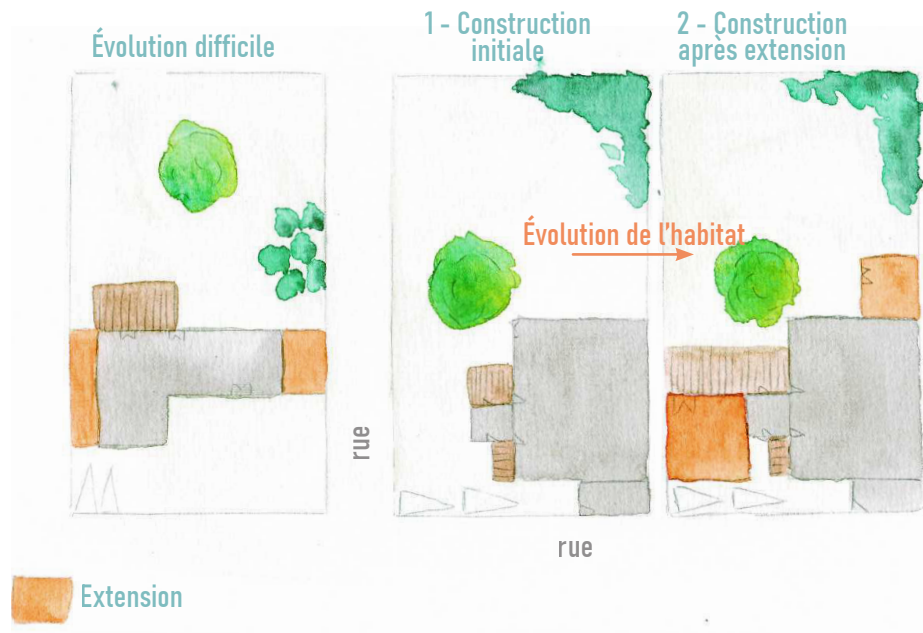 Évolution difficile
1 - Construction
initiale
2 - Construction
après extension
Évolution de l'habitat
rue
rue
Extension